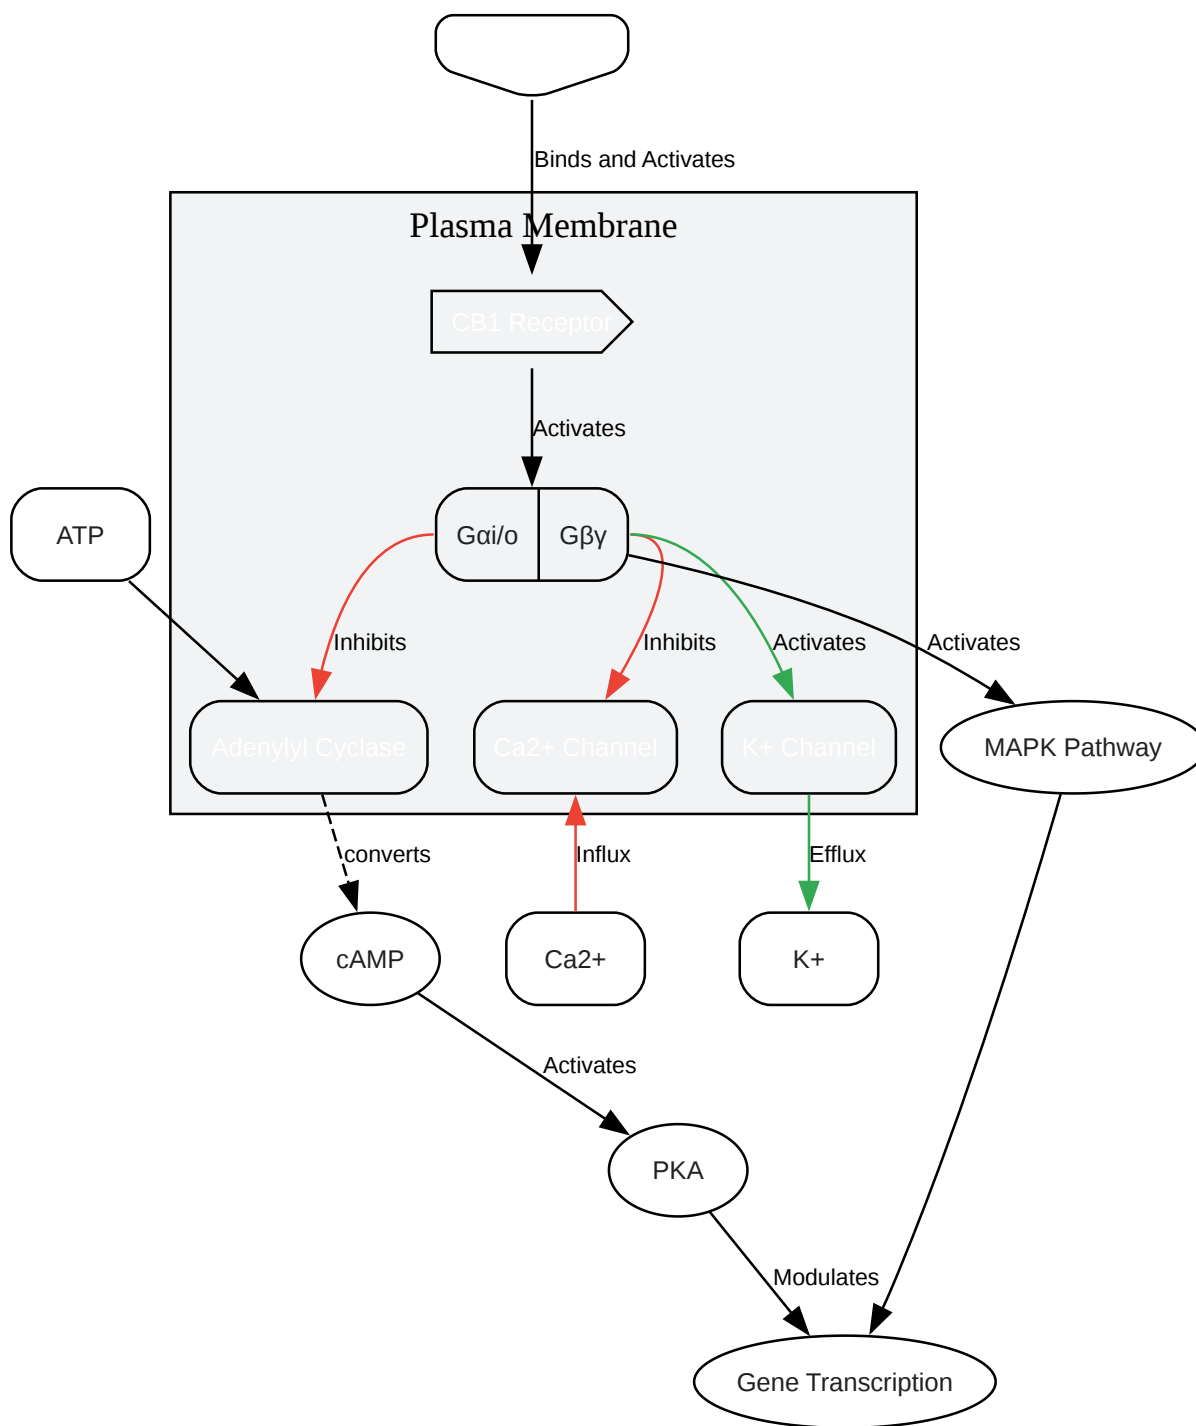 Binds and Activates
Plasma Membrane
CB1 Receptor
Activates
ATP
Gαi/o
Gβγ
Inhibits
Inhibits
Activates
Activates
Adenylyl Cyclase
Ca2+ Channel
K+ Channel
MAPK Pathway
converts
Influx
Efflux
cAMP
Ca2+
K+
Activates
PKA
Modulates
Gene Transcription